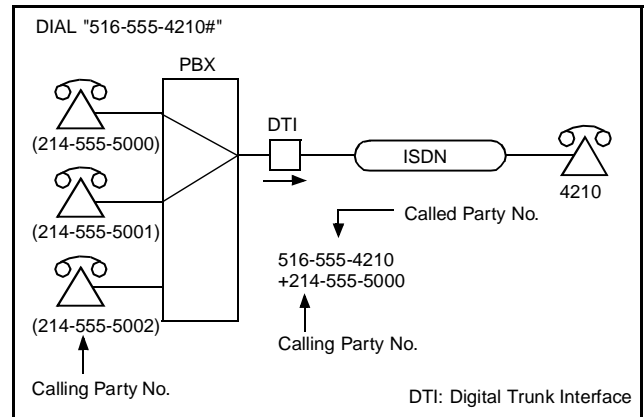 DIAL "516-555-4210#"
PBX
(214-555-5000)
DTI
ISDN
4210
(214-555-5001)
Called Party No.
516-555-4210
+214-555-5000
(214-555-5002)
Calling Party No.
Calling Party No.
DTI: Digital Trunk Interface